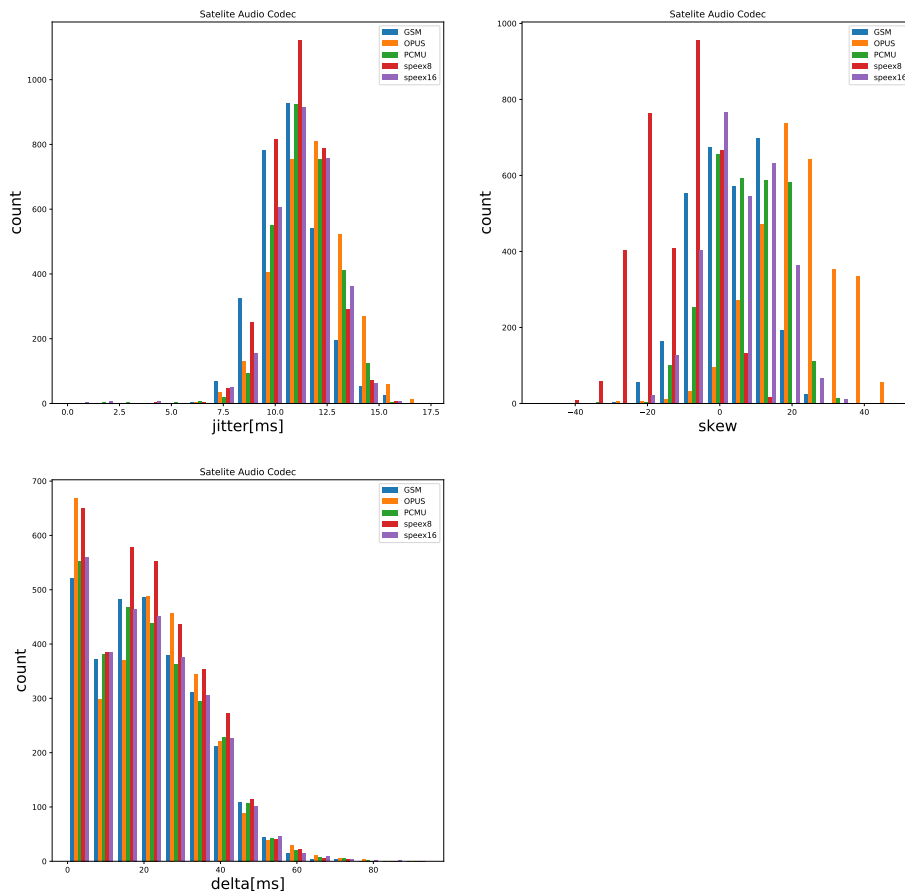 Satelite Audio Codec
GSM
OPUS
PCMU
speex8
speex16
count
1000
800
600
400
200
0
0.0 2.5 5.0 7.5 10.0 12.5 15.0 17.5
jitter[ms]
Satelite Audio Codec
GSM
OPUS
PCMU
speex8
speex16
count
1000
800
600
400
200
0
−40 −20 0 20 40
skew
Satelite Audio Codec
GSM
OPUS
PCMU
speex8
speex16
count
700
600
500
400
300
200
100
0
0 20 40 60 80
delta[ms]